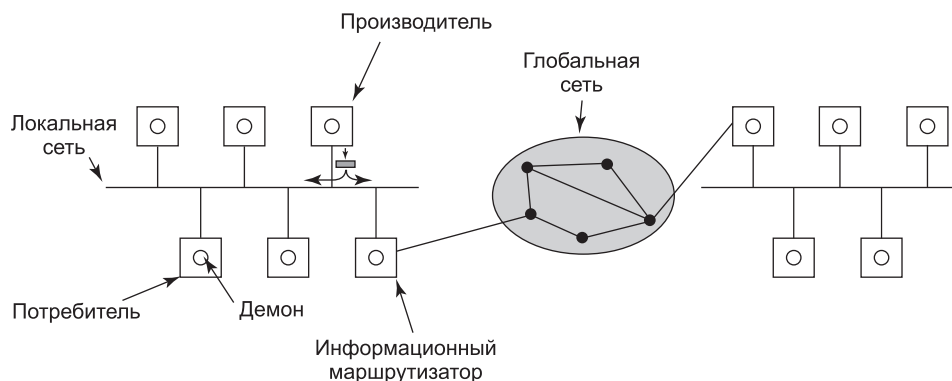 Производитель
Глобальная
сеть
Локальная
сеть
Потребитель
Демон
Информационный
маршрутизатор